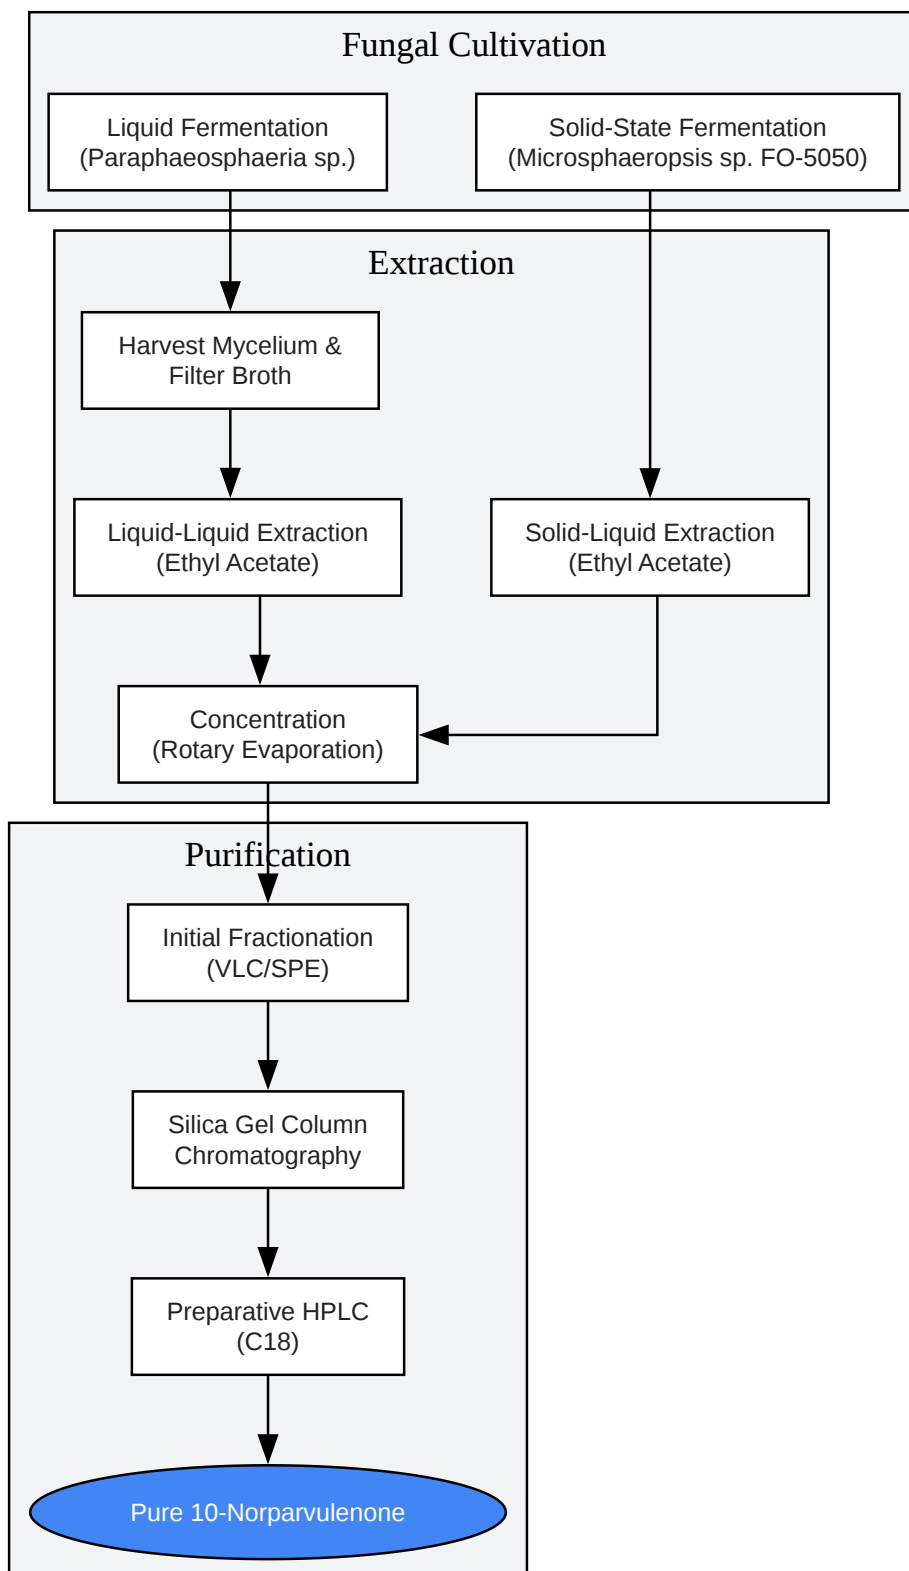 Fungal Cultivation
Liquid Fermentation
(Paraphaeosphaeria sp.)
Solid-State Fermentation
(Microsphaeropsis sp. FO-5050)
Extraction
Harvest Mycelium &
Filter Broth
Liquid-Liquid Extraction
(Ethyl Acetate)
Solid-Liquid Extraction
(Ethyl Acetate)
Concentration
(Rotary Evaporation)
Purification
Initial Fractionation
(VLC/SPE)
Silica Gel Column
Chromatography
Preparative HPLC
(C18)
Pure 10-Norparvulenone